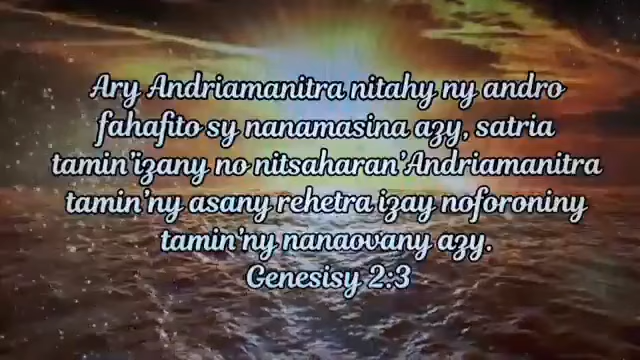 Ary Andriamanitra nitahy ny andro
fahafito sy nanamasina azy, satria
tamin'izany no nitsaharan'Andriamanitra
tamin'ny asany rehetra izay noforoniny
tamin'ny nanaovany azy.
Genesisy 2:3